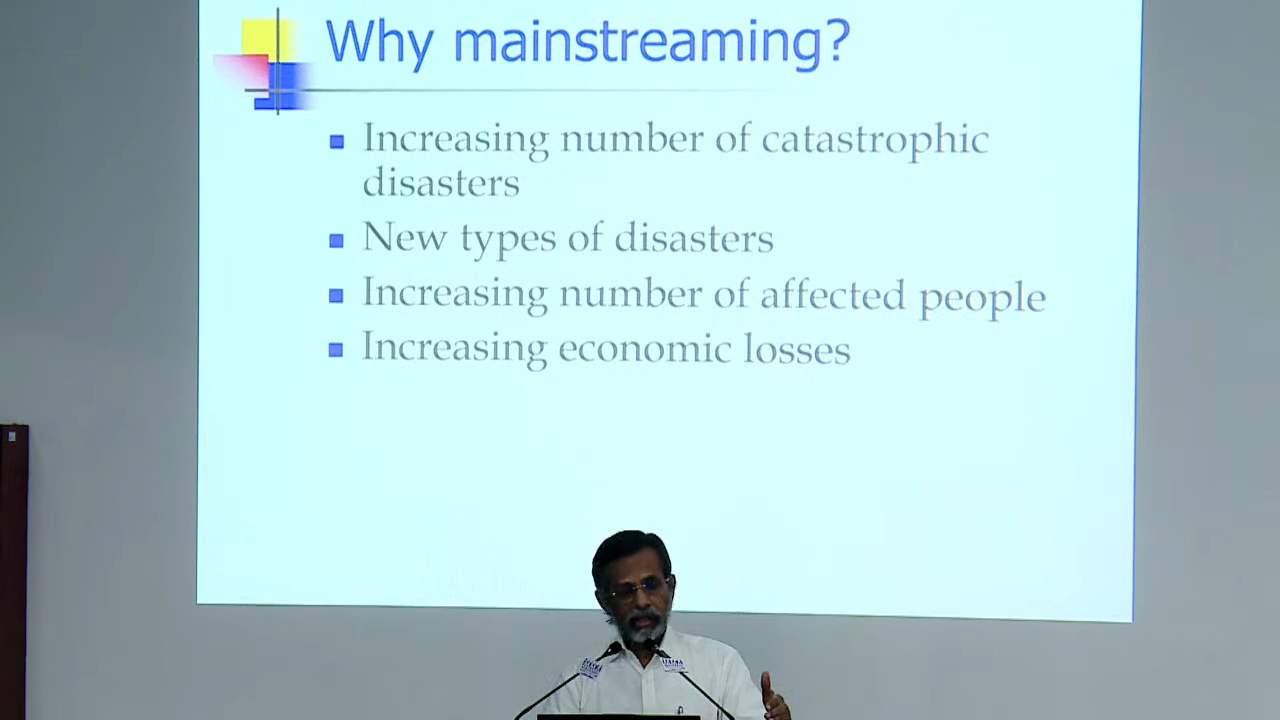 Why mainstreaming?
Increasing number of catastrophic
disasters
New types of disasters
Increasing number of affected people
Increasing economic losses